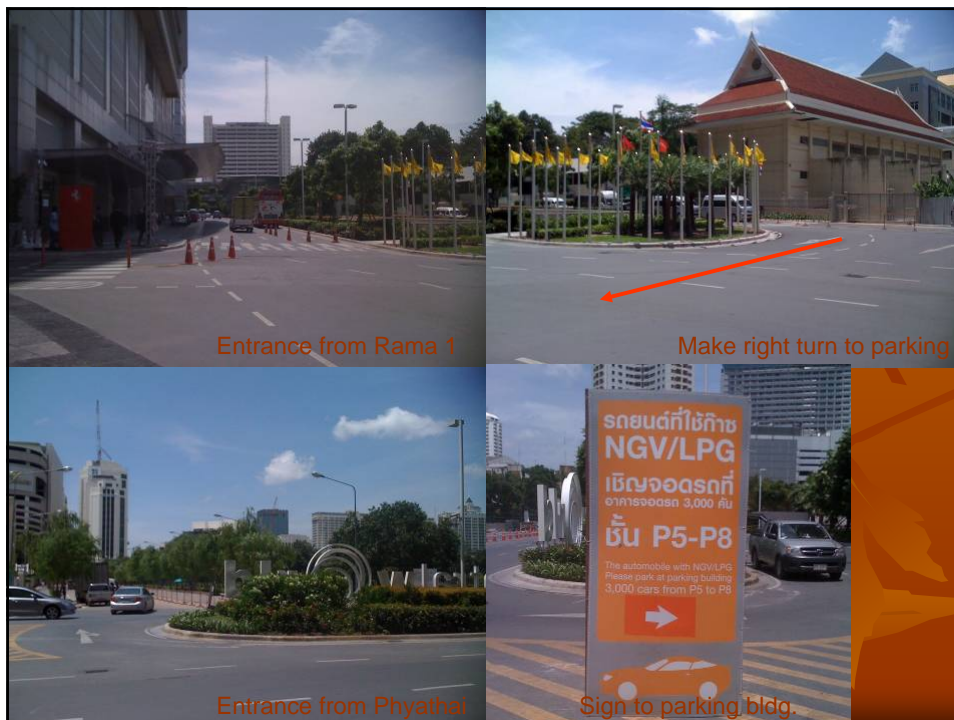 Entrance from Rama 1
Make right turn to parking
Entrance from Phyathai
รถยนต์ที่ใช้ก๊าซ
NGV/LPG
เชิญจอดรถที่
อาคารจอดรถ 3,000 คัน
ชั้น P5-P8
The automobile with NGV/LPG
Please park at parking building
3,000 cars from P5 to P8
Sign to parking bldg.